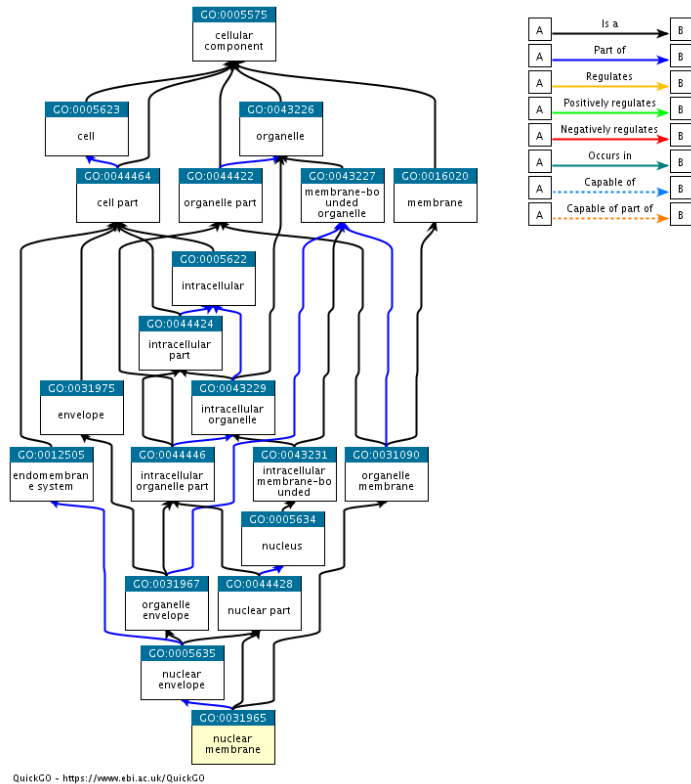 GO:0005575
cellular
component
A Is a B
A Part of B
A Regulates B
A Positively regulates B
A Negatively regulates B
A Occurs in B
A Capable of B
A Capable of part of B
GO:0005623
cell
GO:0043226
organelle
GO:0044464
cell part
GO:0044422
organelle part
GO:0043227
membrane-bo
unded
organelle
GO:0016020
membrane
GO:0005622
intracellular
GO:0044424
intracellular
part
GO:0031975
envelope
GO:0043229
intracellular
organelle
GO:0012505
endomembran
e system
GO:0044446
intracellular
organelle part
GO:0043231
intracellular
membrane-bo
unded
GO:0031090
organelle
membrane
GO:0005634
nucleus
GO:0031967
organelle
envelope
GO:0044428
nuclear part
GO:0005635
nuclear
envelope
GO:0031965
nuclear
membrane
QuickGO - https://www.ebi.ac.uk/QuickGO